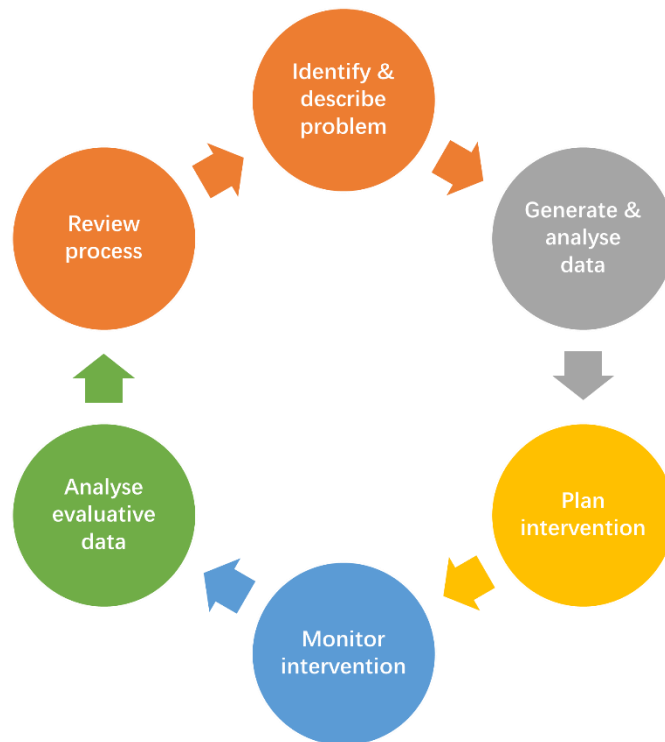 Identify &
describe
problem
Generate &
analyse
data
Plan
intervention
Monitor
intervention
Analyse
evaluative
data
Review
process